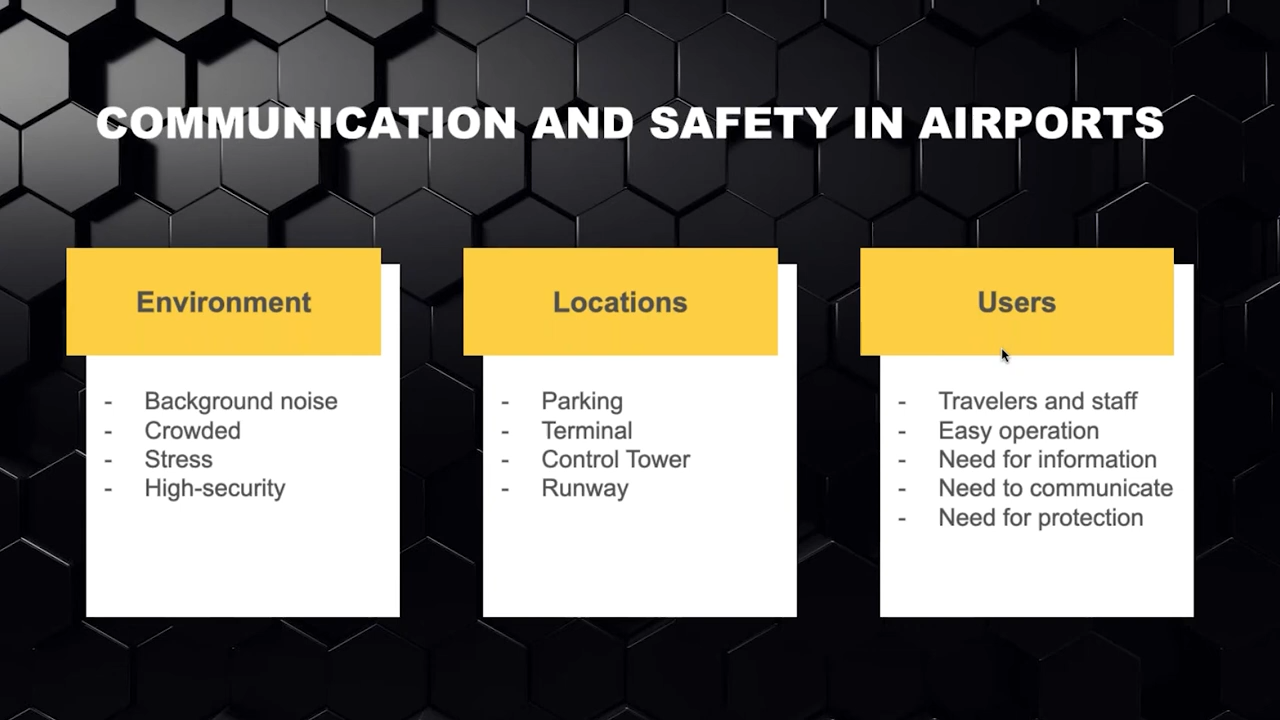 COMMUNICATION AND SAFETY IN AIRPORTS
Environment
- Background noise
- Crowded
- Stress
- High-security
Locations
- Parking
- Terminal
- Control Tower
- Runway
Users
- Travelers and staff
- Easy operation
- Need for information
- Need to communicate
- Need for protection